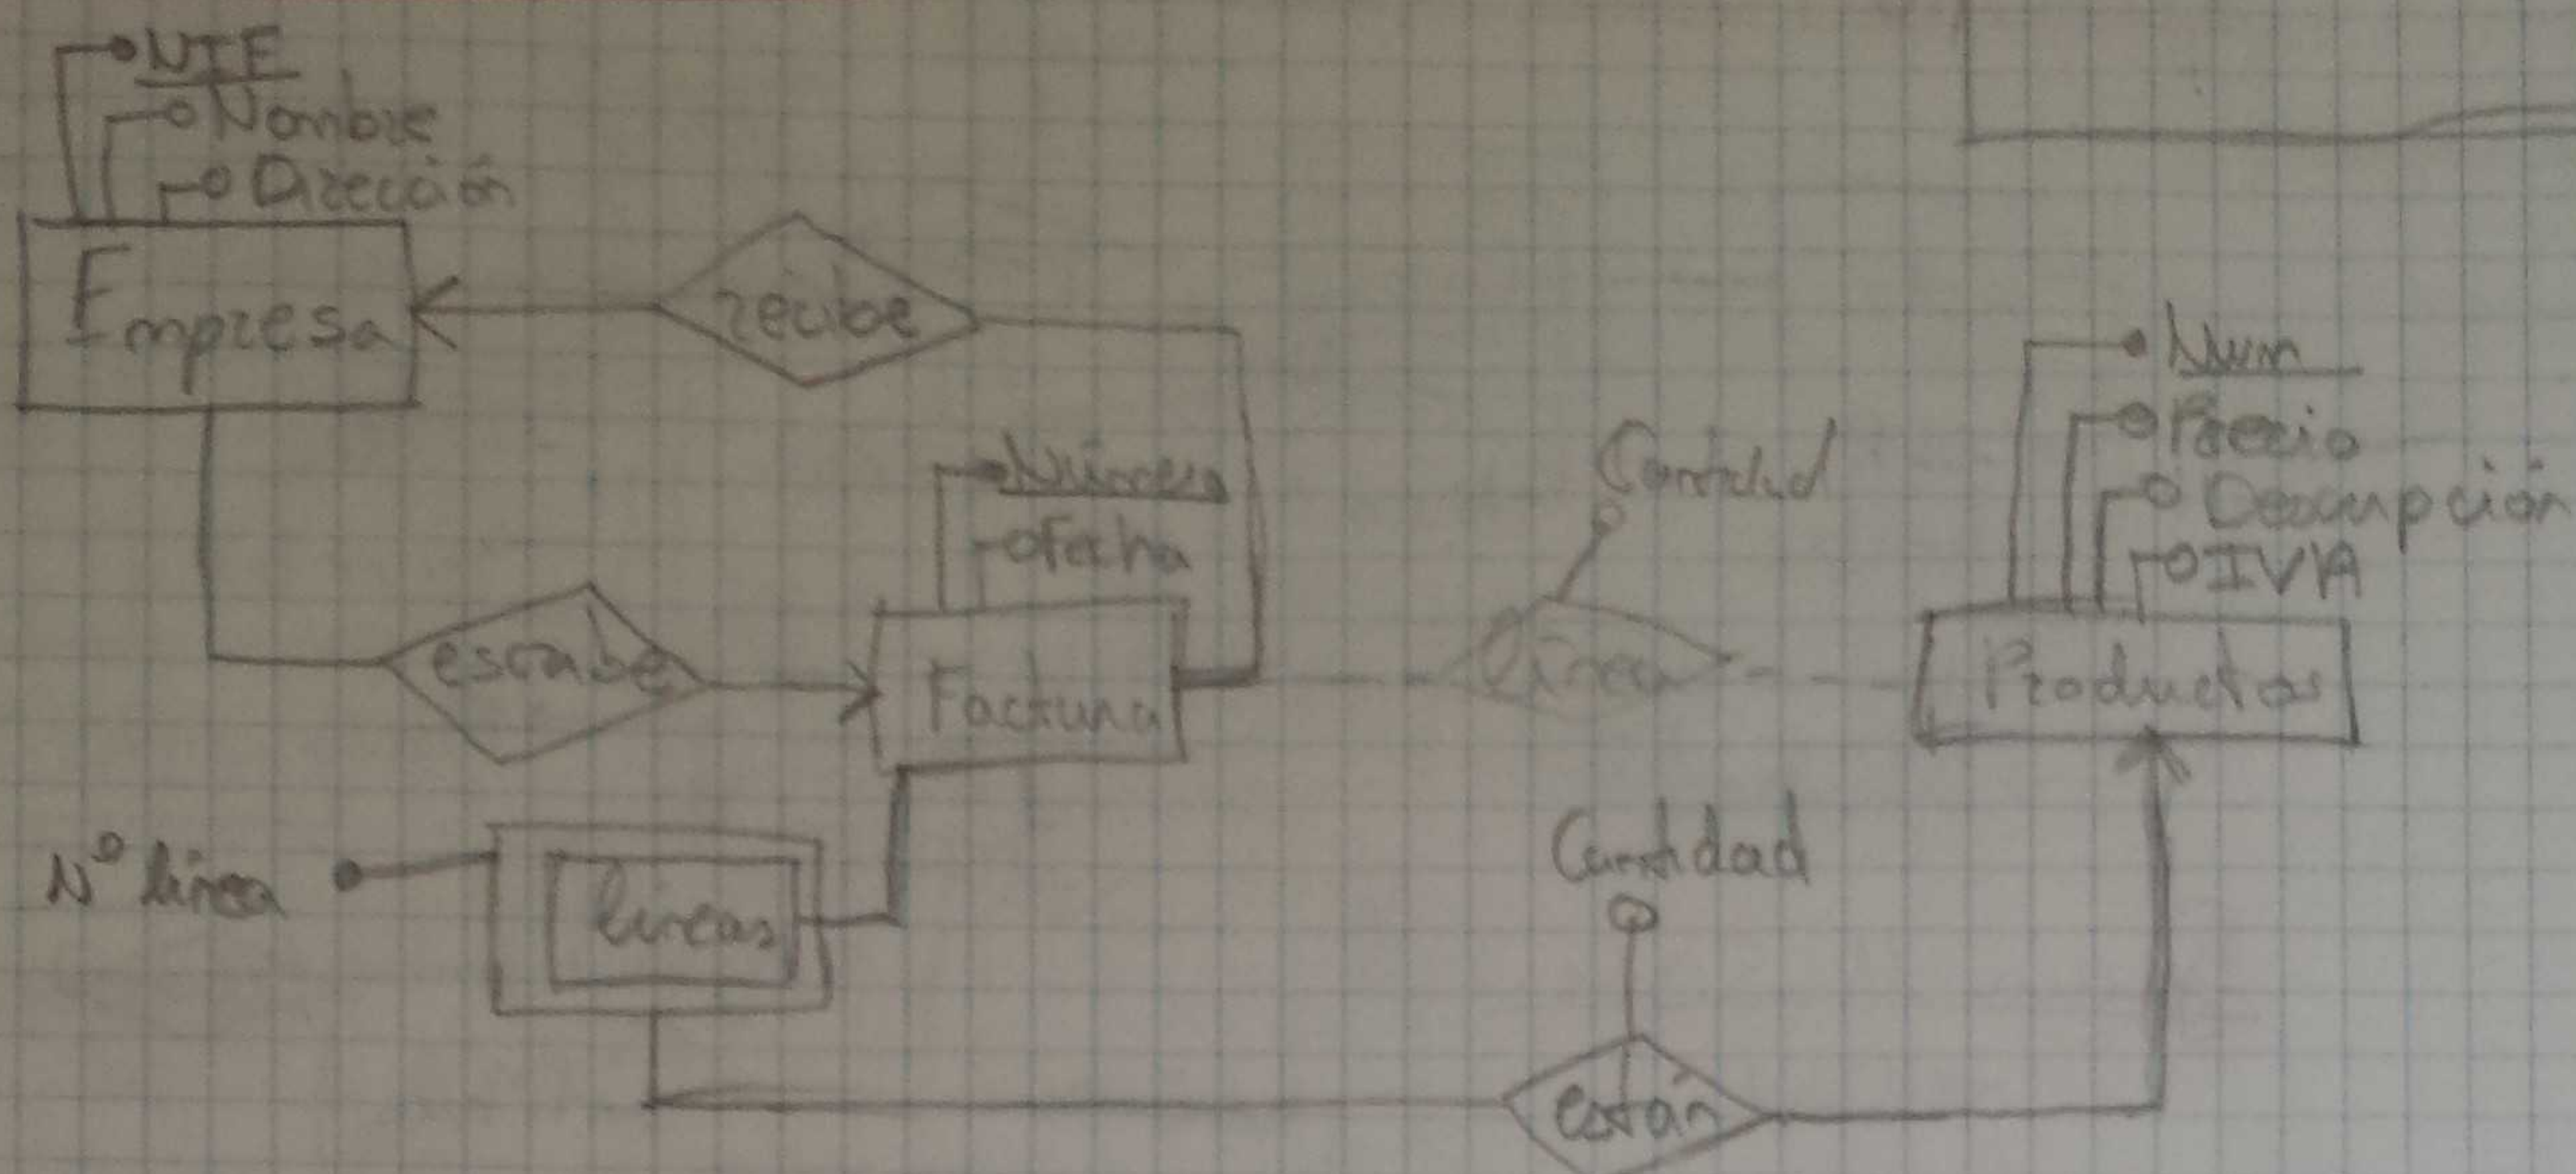 NIF
Nombre
Dirección
Empresa
recibe
Num
Precio
Descripción
IVA
Productos
Número
Fecha
Cantidad
escribe
Factura
línea
Nº línea
líneas
Cantidad
están